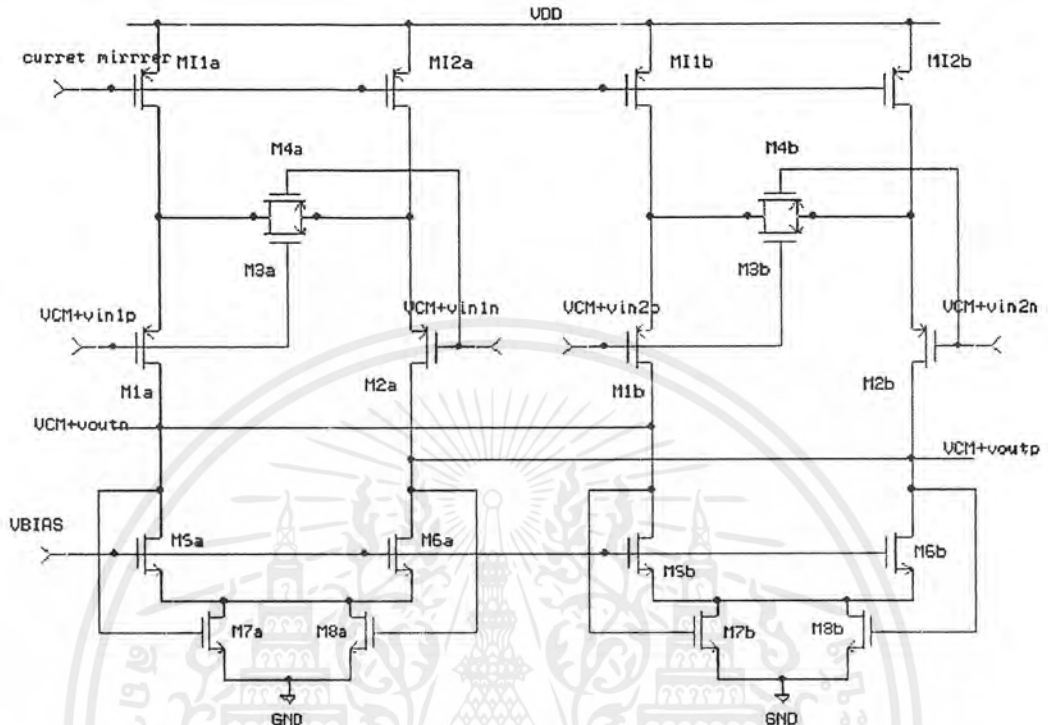 VDD
curret mirrrer
MI1a
MI2a
MI1b
MI2b
M4a
M4b
M3a
M3b
VCM+vin1p
VCM+vin1n
VCM+vin2p
VCM+vin2n
M1a
M2a
M1b
M2b
VCM+voutn
VCM+voutp
VBIAS
M5a
M6a
M5b
M6b
M7a
M8a
M7b
M8b
GND
GND